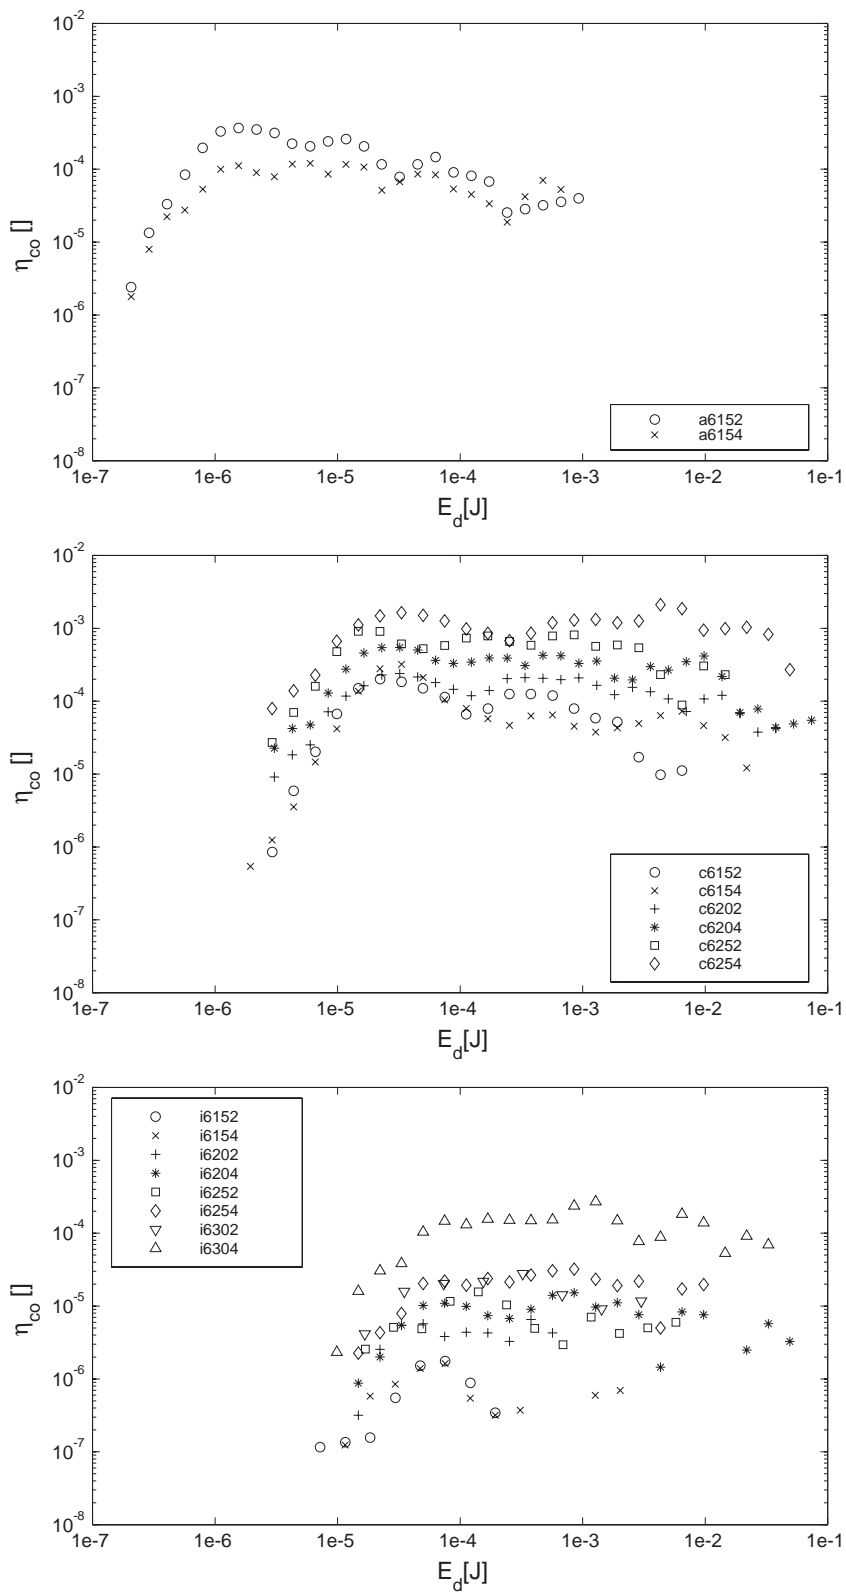 10^-2
10^-3
10^-4
10^-5
10^-6
10^-7
10^-8
η_co []
1e-7 1e-6 1e-5 1e-4 1e-3 1e-2 1e-1
E_d[J]
a6152
a6154
10^-2
10^-3
10^-4
10^-5
10^-6
10^-7
10^-8
η_co []
1e-7 1e-6 1e-5 1e-4 1e-3 1e-2 1e-1
E_d[J]
c6152
c6154
c6202
c6204
c6252
c6254
10^-2
10^-3
10^-4
10^-5
10^-6
10^-7
10^-8
η_co []
1e-7 1e-6 1e-5 1e-4 1e-3 1e-2 1e-1
E_d[J]
i6152
i6154
i6202
i6204
i6252
i6254
i6302
i6304